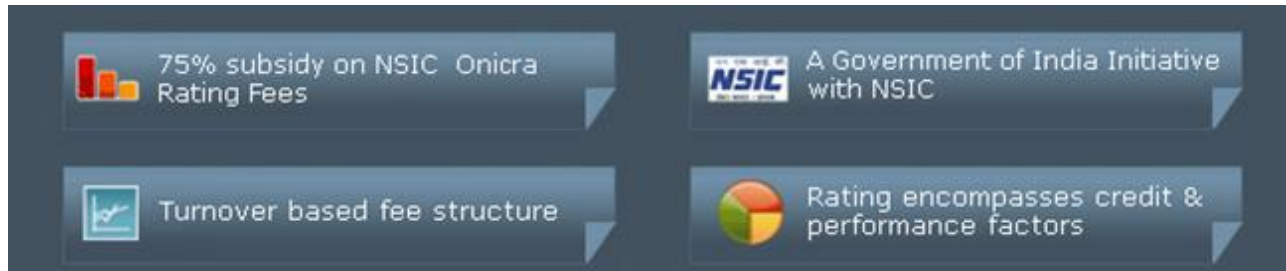 75% subsidy on NSIC Onicra
Rating Fees
NSIC
A Government of India Initiative
with NSIC
Turnover based fee structure
Rating encompasses credit &
performance factors